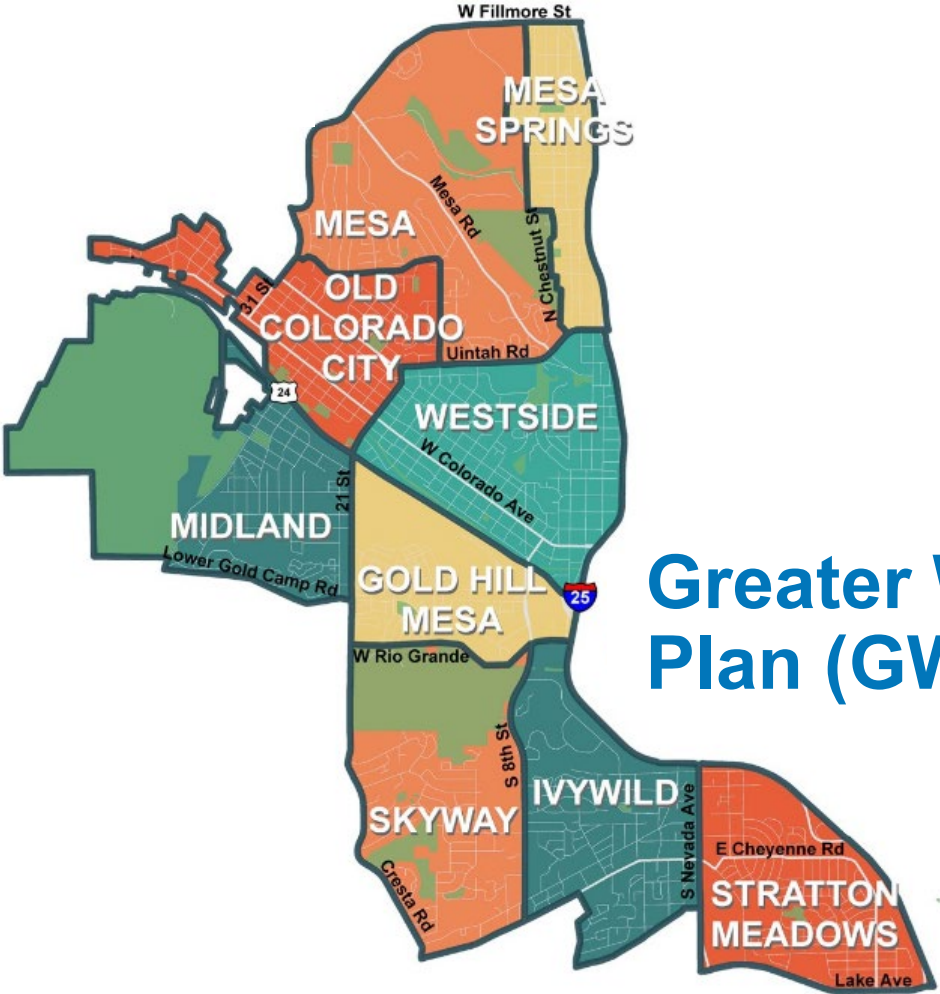 W Fillmore St
MESA
SPRINGS
Mesa Rd
N Chestnut St
MESA
31 St
OLD
COLORADO
CITY
Uintah Rd
24
WESTSIDE
W Colorado Ave
21 St
MIDLAND
Lower Gold Camp Rd
GOLD HILL
MESA
25
Greater
Plan (GW
W Rio Grande
S 8th St
IVYWILD
SKYWAY
S Nevada Ave
E Cheyenne Rd
Cresta Rd
STRATTON
MEADOWS
Lake Ave